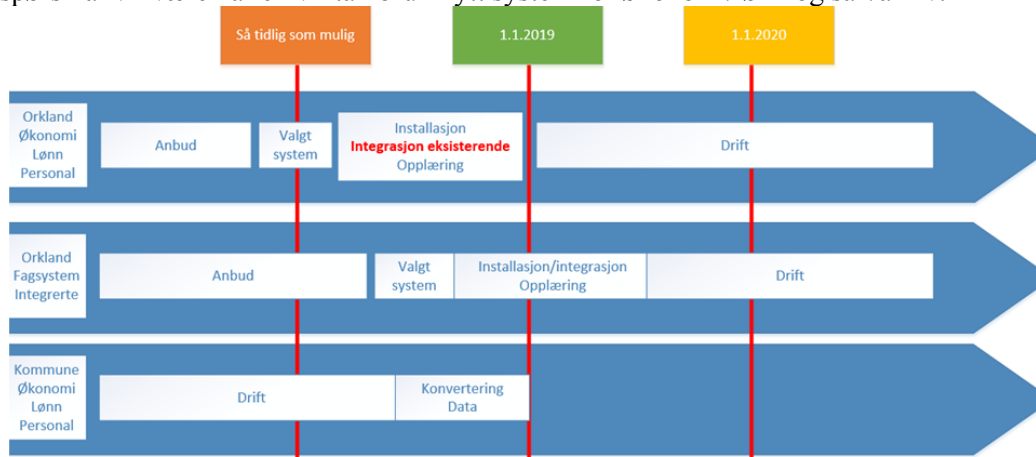 Så tidlig som mulig
1.1.2019
1.1.2020
Orkland
Økonomi
Lønn
Personal
Anbud
Valgt
system
Installasjon
Integrasjon eksisterende
Opplæring
Drift
Orkland
Fagsystem
Integrerte
Anbud
Valgt
system
Installasjon/integrasjon
Opplæring
Drift
Kommune
Økonomi
Lønn
Personal
Drift
Konvertering
Data